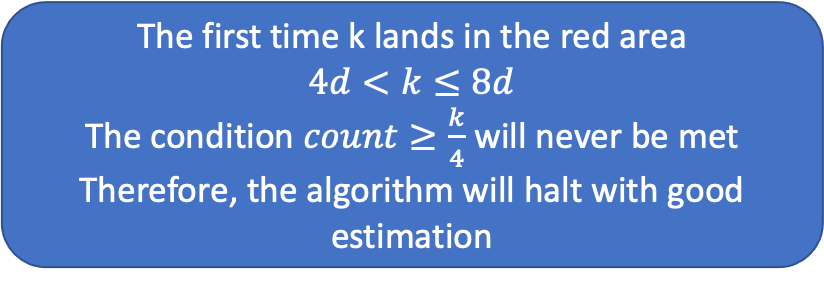 The first time k lands in the red area
4d < k ≤ 8d
The condition count ≥ k/4 will never be met
Therefore, the algorithm will halt with good
estimation